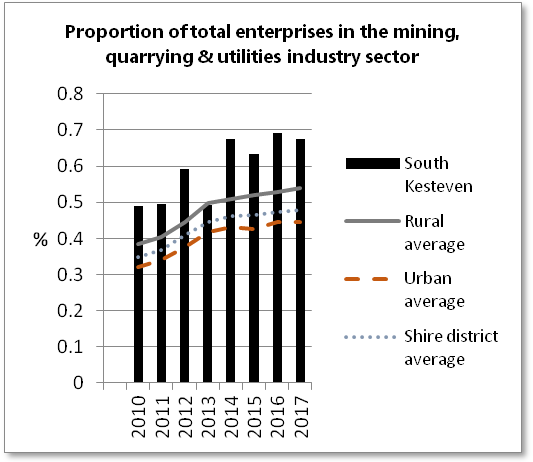 Proportion of total enterprises in the mining,
quarrying & utilities industry sector
0.8
0.7
0.6
0.5
0.4
0.3
0.2
0.1
0
%
2010
2011
2012
2013
2014
2015
2016
2017
South
Kesteven
Rural
average
Urban
average
Shire district
average